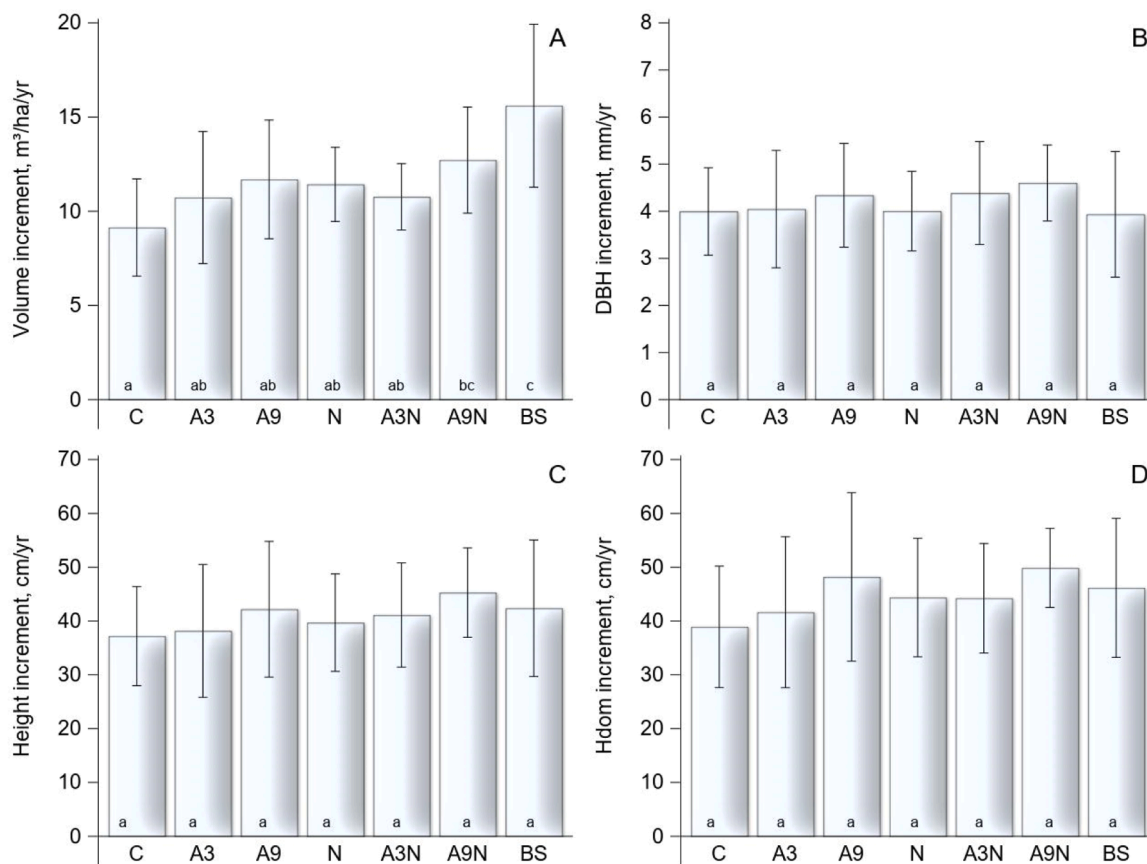 A
Volume increment, m³/ha/yr
20
15
10
5
0
a ab ab ab ab bc c
C A3 A9 N A3N A9N BS
B
DBH increment, mm/yr
8
7
6
5
4
3
2
1
0
a a a a a a a
C A3 A9 N A3N A9N BS
C
Height increment, cm/yr
70
60
50
40
30
20
10
0
a a a a a a a
C A3 A9 N A3N A9N BS
D
Hdom increment, cm/yr
70
60
50
40
30
20
10
0
a a a a a a a
C A3 A9 N A3N A9N BS